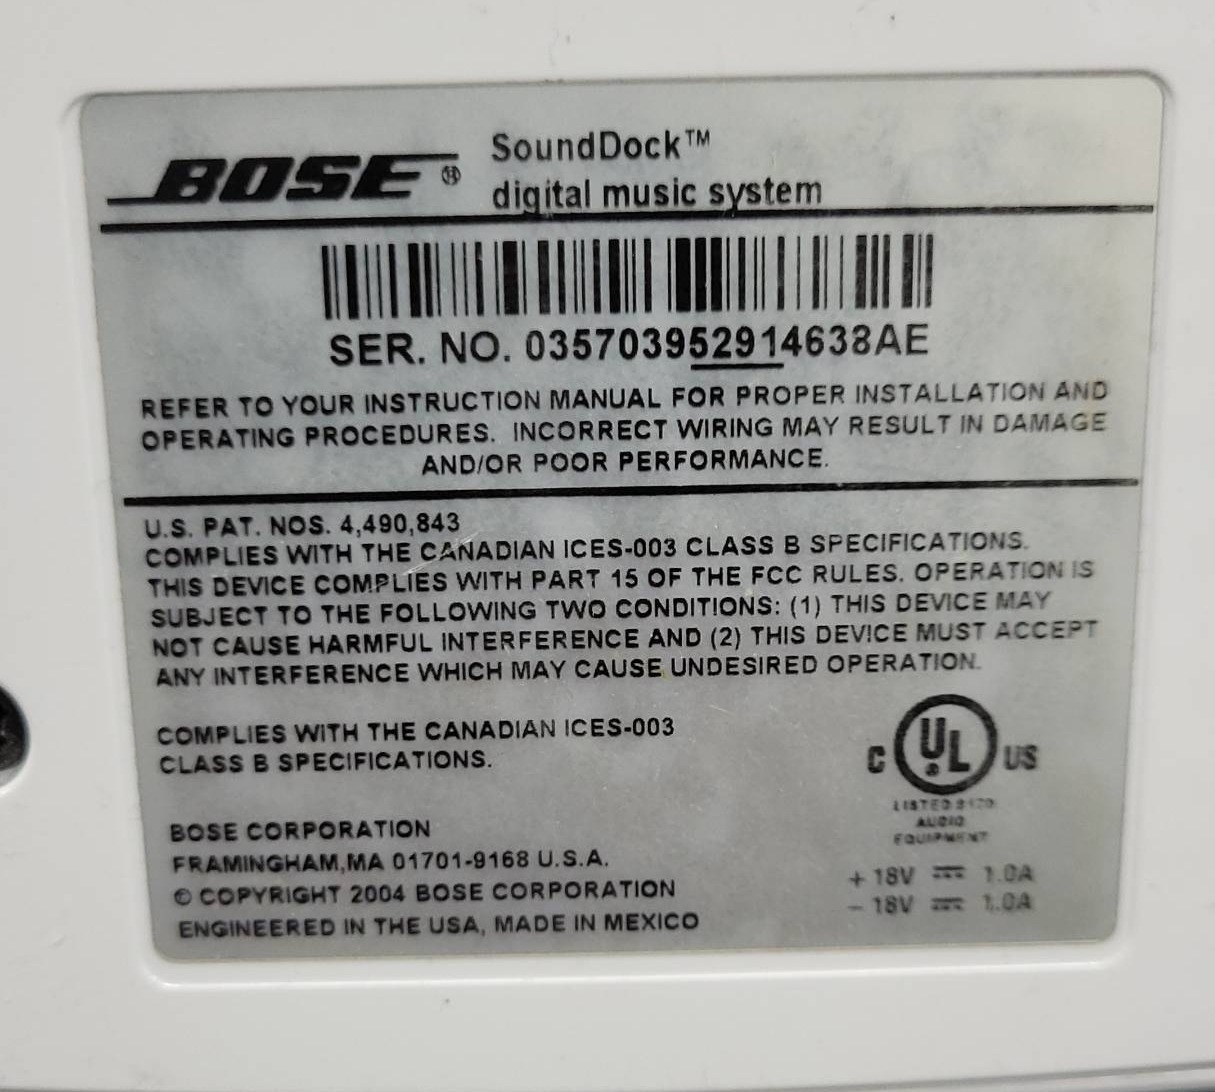 BOSE®
SoundDock™
digital music system
SER. NO. 035703952914638AE
REFER TO YOUR INSTRUCTION MANUAL FOR PROPER INSTALLATION AND
OPERATING PROCEDURES. INCORRECT WIRING MAY RESULT IN DAMAGE
AND/OR POOR PERFORMANCE.
U.S. PAT. NOS. 4,490,843
COMPLIES WITH THE CANADIAN ICES-003 CLASS B SPECIFICATIONS.
THIS DEVICE COMPLIES WITH PART 15 OF THE FCC RULES. OPERATION IS
SUBJECT TO THE FOLLOWING TWO CONDITIONS: (1) THIS DEVICE MAY
NOT CAUSE HARMFUL INTERFERENCE AND (2) THIS DEVICE MUST ACCEPT
ANY INTERFERENCE WHICH MAY CAUSE UNDESIRED OPERATION.
COMPLIES WITH THE CANADIAN ICES-003
CLASS B SPECIFICATIONS.
C UL® US
LISTED
AUDIO
EQUIPMENT
BOSE CORPORATION
FRAMINGHAM,MA 01701-9168 U.S.A.
© COPYRIGHT 2004 BOSE CORPORATION
ENGINEERED IN THE USA, MADE IN MEXICO
+ 18V 1.0A
− 18V 1.0A